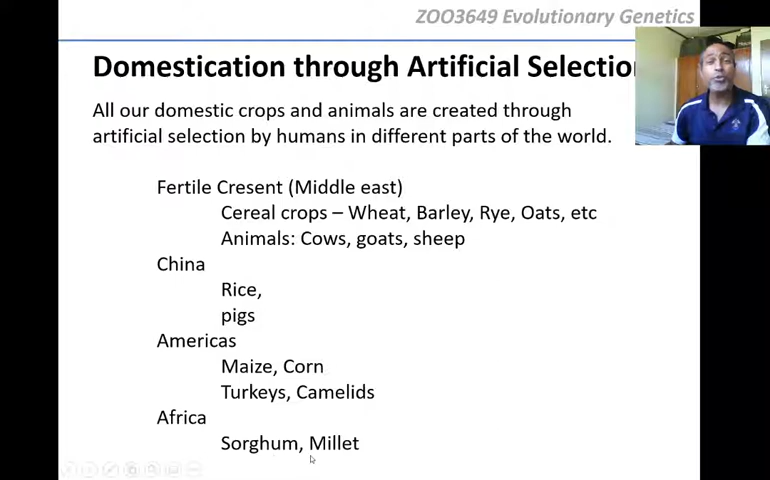 ZOO3649 Evolutionary Genetics
Domestication through Artificial Selection
All our domestic crops and animals are created through
artificial selection by humans in different parts of the world.
Fertile Cresent (Middle east)
Cereal crops – Wheat, Barley, Rye, Oats, etc
Animals: Cows, goats, sheep
China
Rice,
pigs
Americas
Maize, Corn
Turkeys, Camelids
Africa
Sorghum, Millet